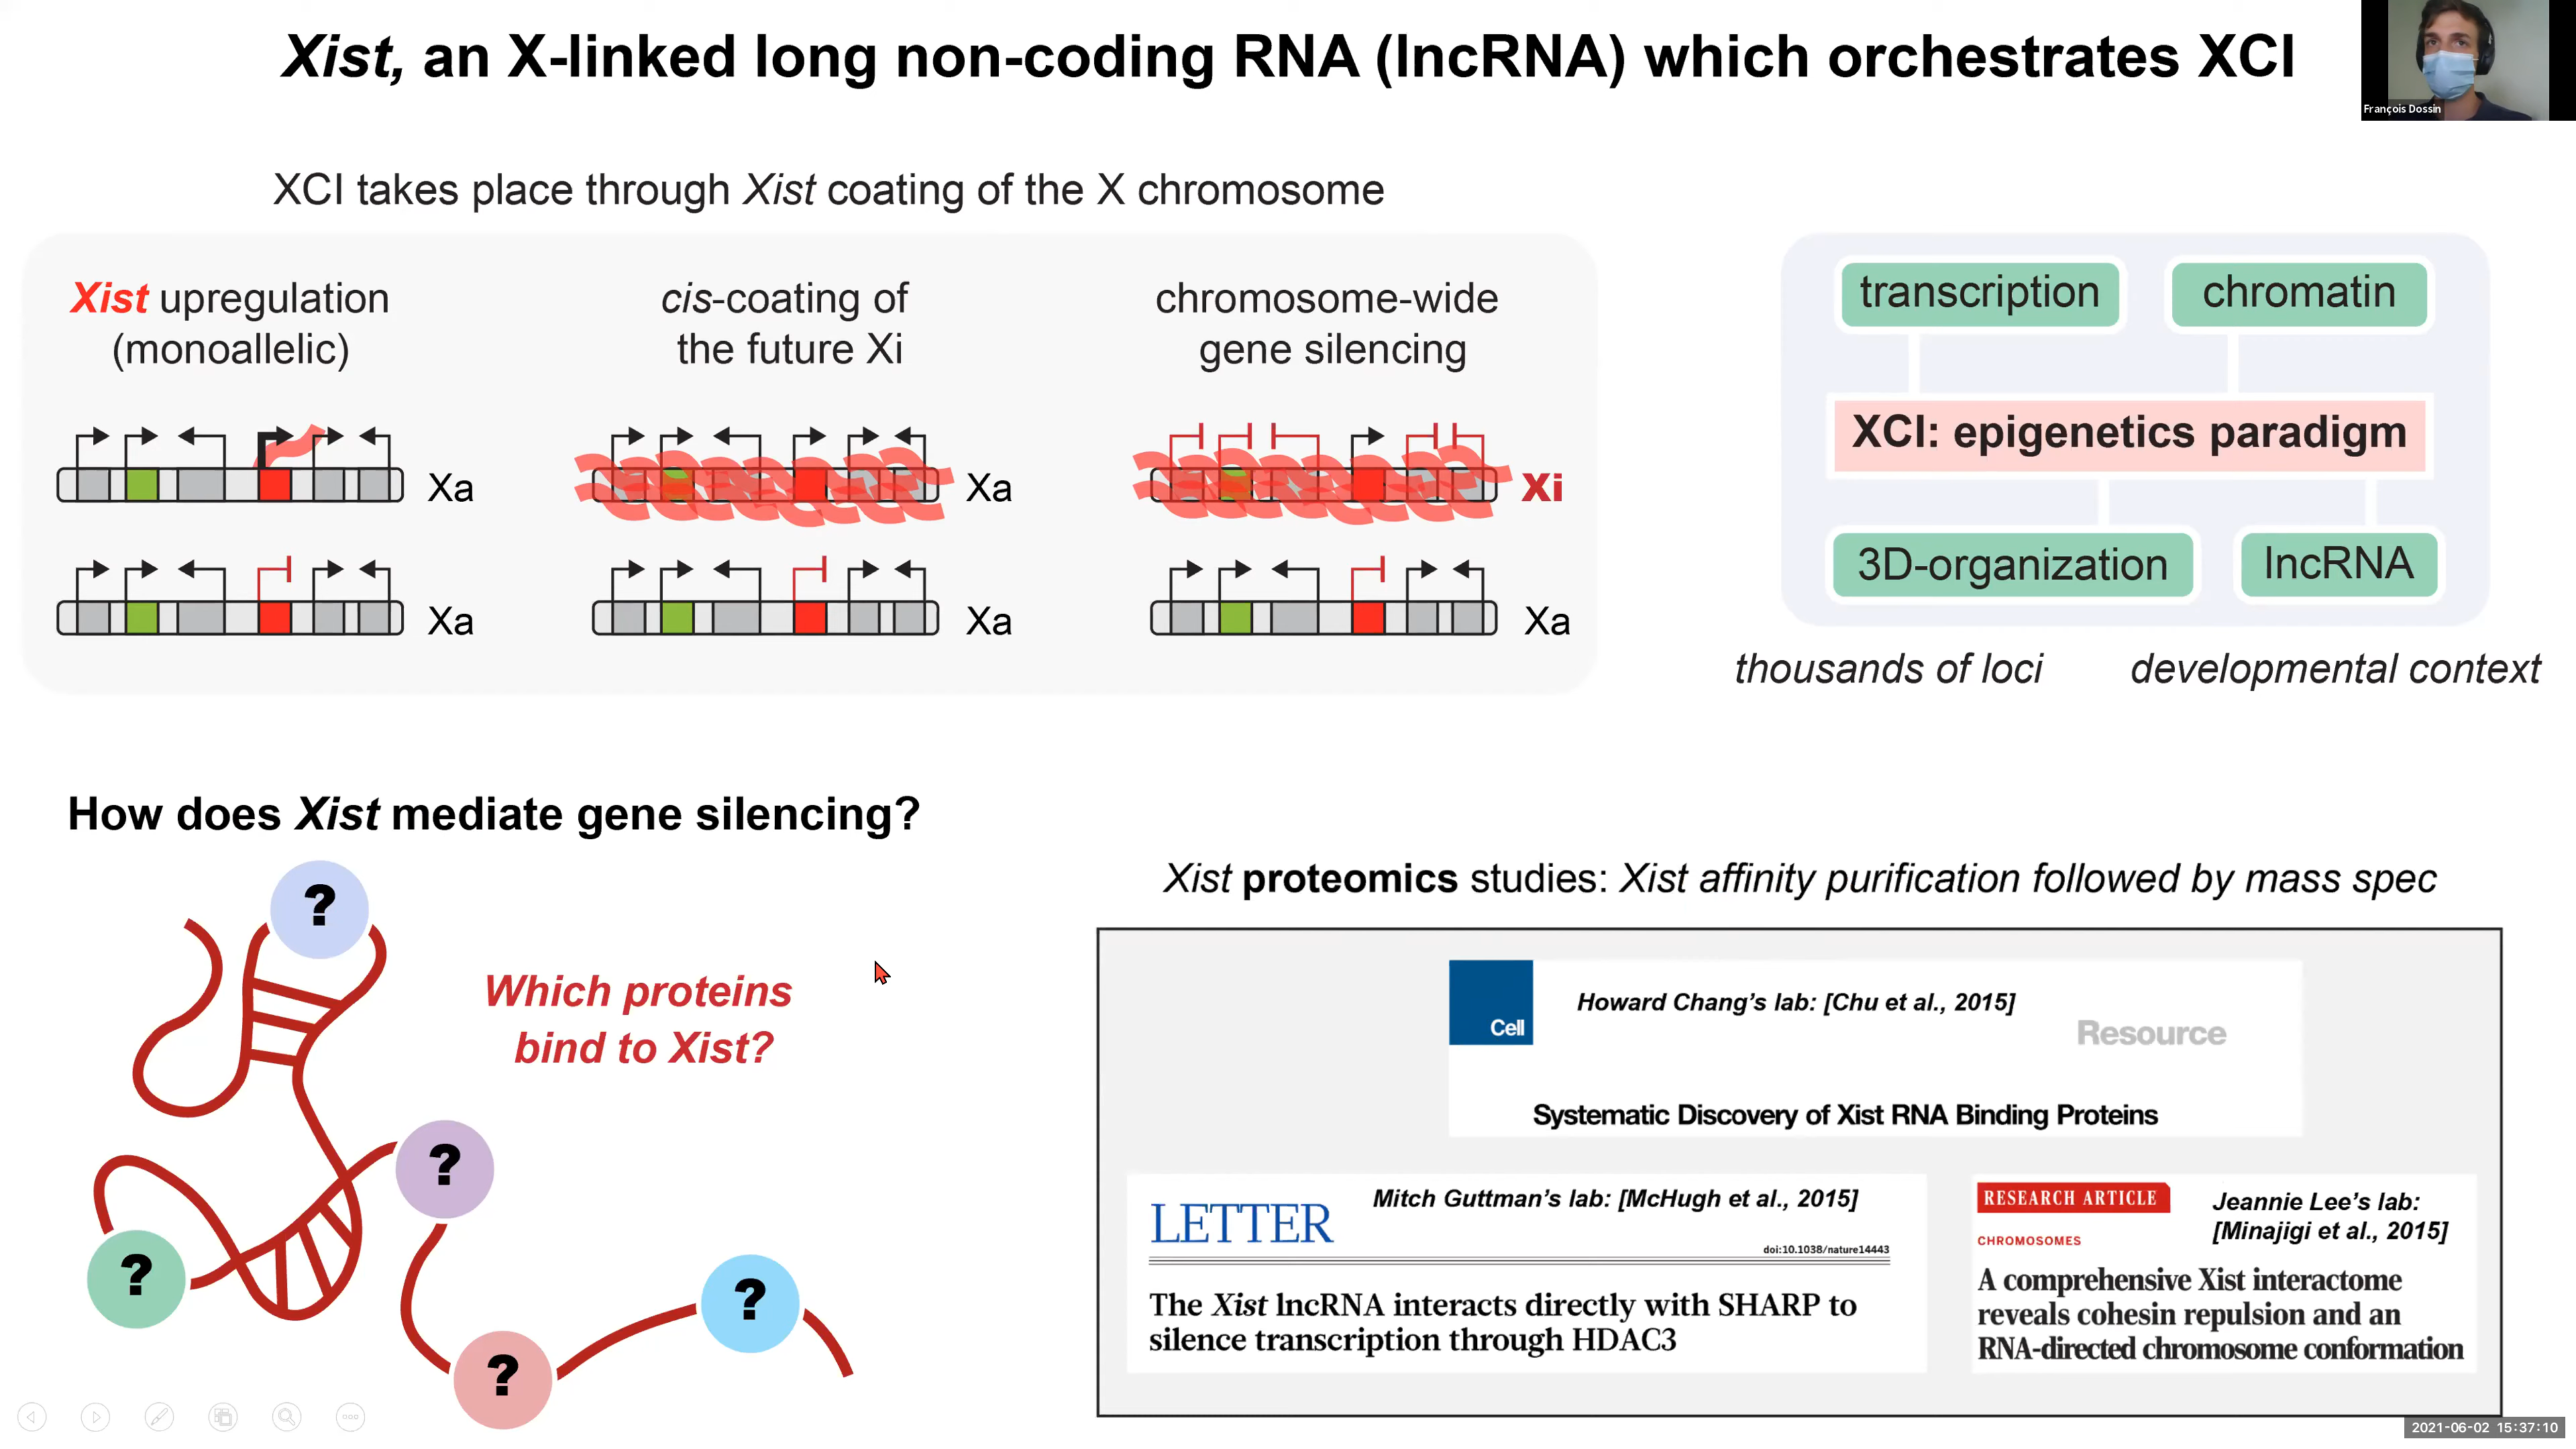 Xist, an X-linked long non-coding RNA (lncRNA) which orchestrates XCI
François Dossin
XCI takes place through Xist coating of the X chromosome
Xist upregulation
(monoallelic)
Xa
Xa
cis-coating of
the future Xi
Xa
Xa
chromosome-wide
gene silencing
Xi
Xa
transcription
chromatin
XCI: epigenetics paradigm
3D-organization
lncRNA
thousands of loci
developmental context
How does Xist mediate gene silencing?
?
?
?
?
?
Which proteins
bind to Xist?
Xist proteomics studies: Xist affinity purification followed by mass spec
Cell
Howard Chang’s lab: [Chu et al., 2015]
Resource
Systematic Discovery of Xist RNA Binding Proteins
LETTER
Mitch Guttman’s lab: [McHugh et al., 2015]
doi:10.1038/nature14443
The Xist lncRNA interacts directly with SHARP to
silence transcription through HDAC3
RESEARCH ARTICLE
Jeannie Lee’s lab:
[Minajigi et al., 2015]
CHROMOSOMES
A comprehensive Xist interactome
reveals cohesin repulsion and an
RNA-directed chromosome conformation
2021-06-02 15:37:10